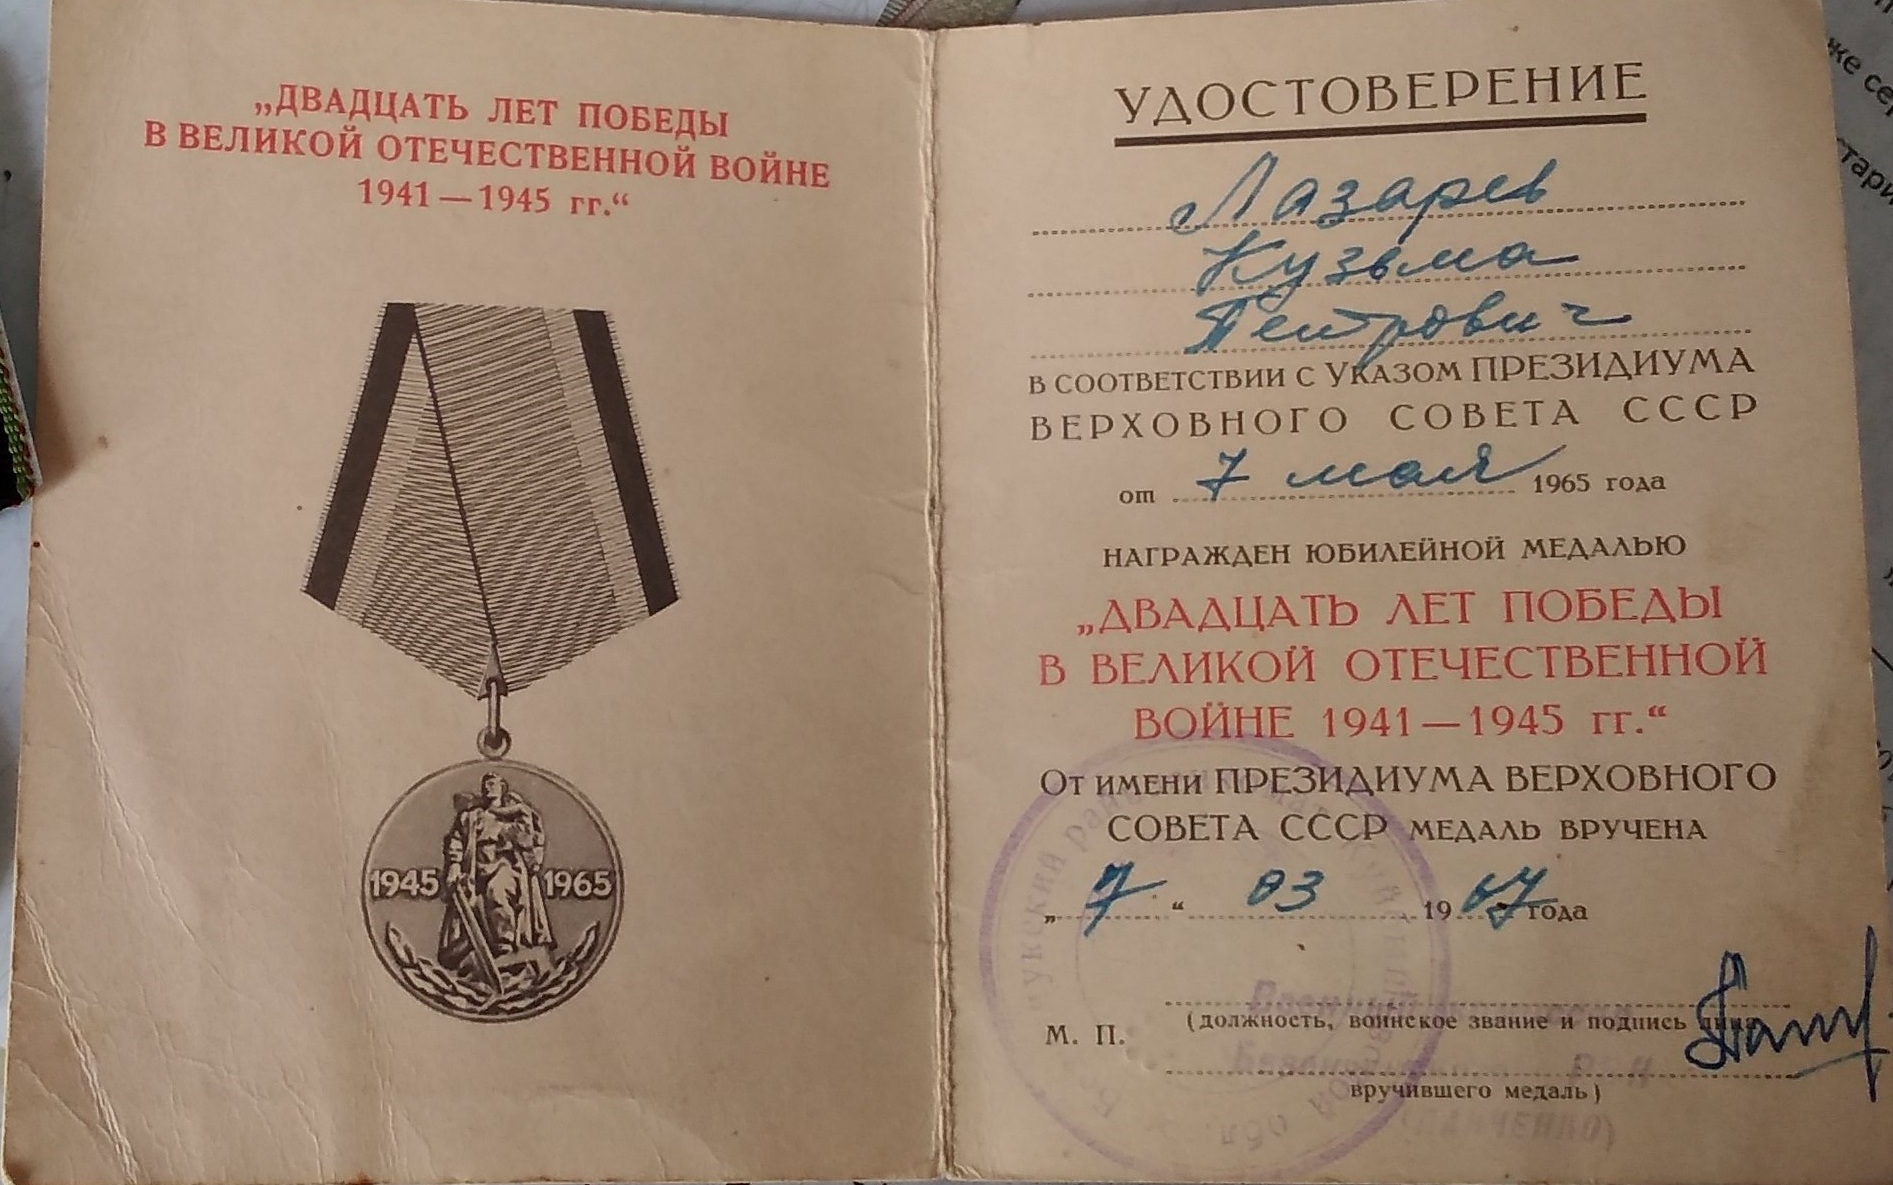 „ДВАДЦАТЬ ЛЕТ ПОБЕДЫ
В ВЕЛИКОЙ ОТЕЧЕСТВЕННОЙ ВОЙНЕ
1941 — 1945 гг.“
1945 1965
УДОСТОВЕРЕНИЕ
Лазарев
Кузьма
Петрович
В СООТВЕТСТВИИ С УКАЗОМ ПРЕЗИДИУМА
ВЕРХОВНОГО СОВЕТА СССР
от 7 мая 1965 года
НАГРАЖДЕН ЮБИЛЕЙНОЙ МЕДАЛЬЮ
„ДВАДЦАТЬ ЛЕТ ПОБЕДЫ
В ВЕЛИКОЙ ОТЕЧЕСТВЕННОЙ
ВОЙНЕ 1941 — 1945 гг.“
ОТ ИМЕНИ ПРЕЗИДИУМА ВЕРХОВНОГО
СОВЕТА СССР МЕДАЛЬ ВРУЧЕНА
„ 7 “ 03 1967 года
М. П.
(должность, воинское звание и подпись лица
вручившего медаль)